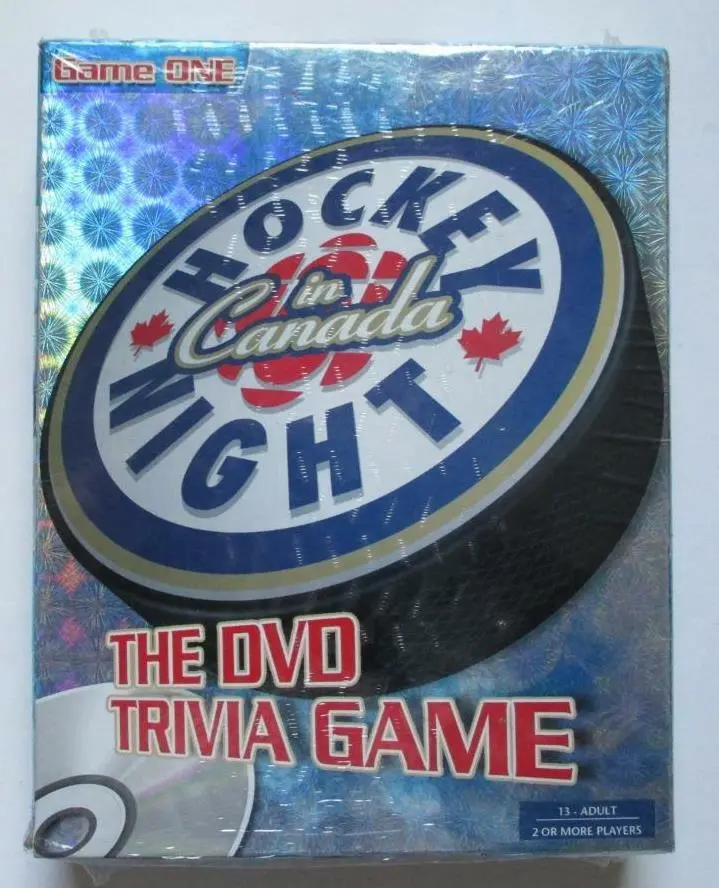 Game ONE
HOCKEY
in
Canada
NIGHT
THE DVD
TRIVIA GAME
13 - ADULT
2 OR MORE PLAYERS